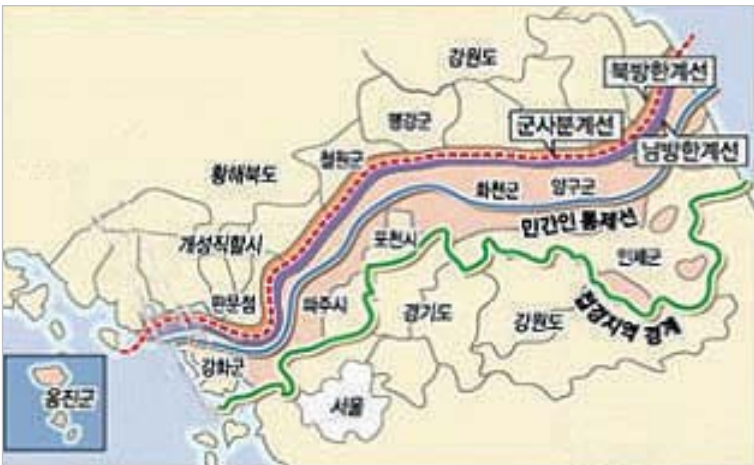 강원도
북방한계선
평강군
군사분계선
철원군
남방한계선
황해북도
화천군
양구군
민간인 통제선
개성직할시
포천시
인제군
판문점
파주시
경기도
강원도
접경지역 경계
강화군
옹진군
서울